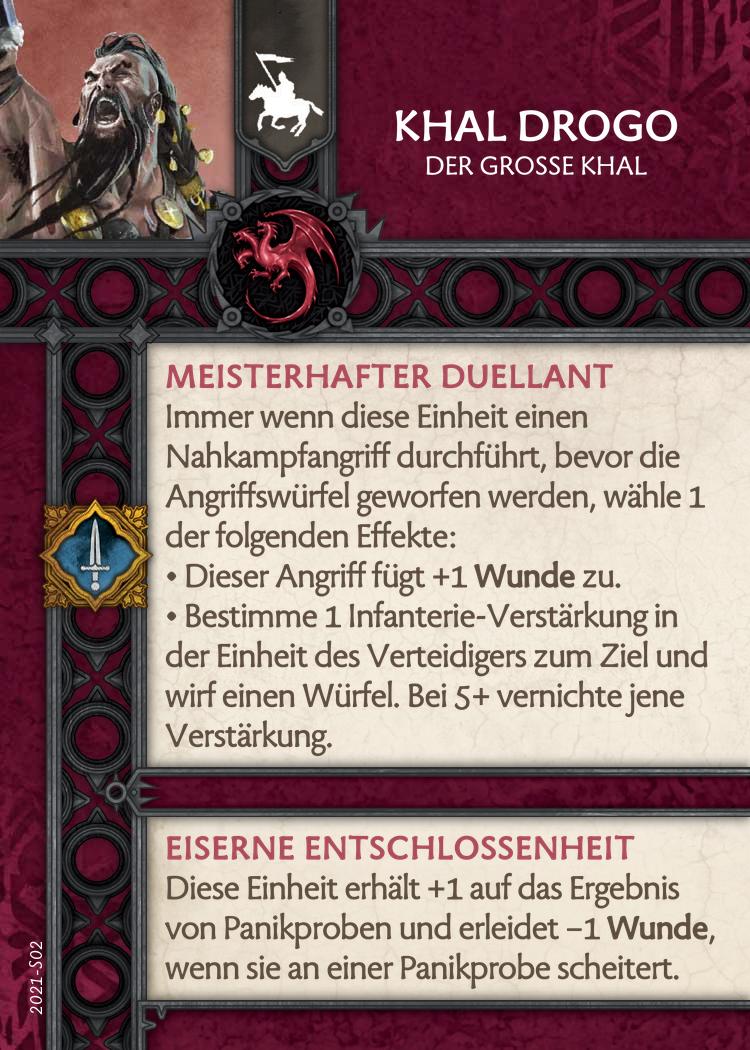 KHAL DROGO
DER GROSSE KHAL
MEISTERHAFTER DUELLANT
Immer wenn diese Einheit einen
Nahkampfangriff durchführt, bevor die
Angriffswürfel geworfen werden, wähle 1
der folgenden Effekte:
• Dieser Angriff fügt +1 Wunde zu.
• Bestimme 1 Infanterie-Verstärkung in
der Einheit des Verteidigers zum Ziel und
wirf einen Würfel. Bei 5+ vernichte jene
Verstärkung.
EISERNE ENTSCHLOSSENHEIT
Diese Einheit erhält +1 auf das Ergebnis
von Panikproben und erleidet –1 Wunde,
wenn sie an einer Panikprobe scheitert.
2021-S02